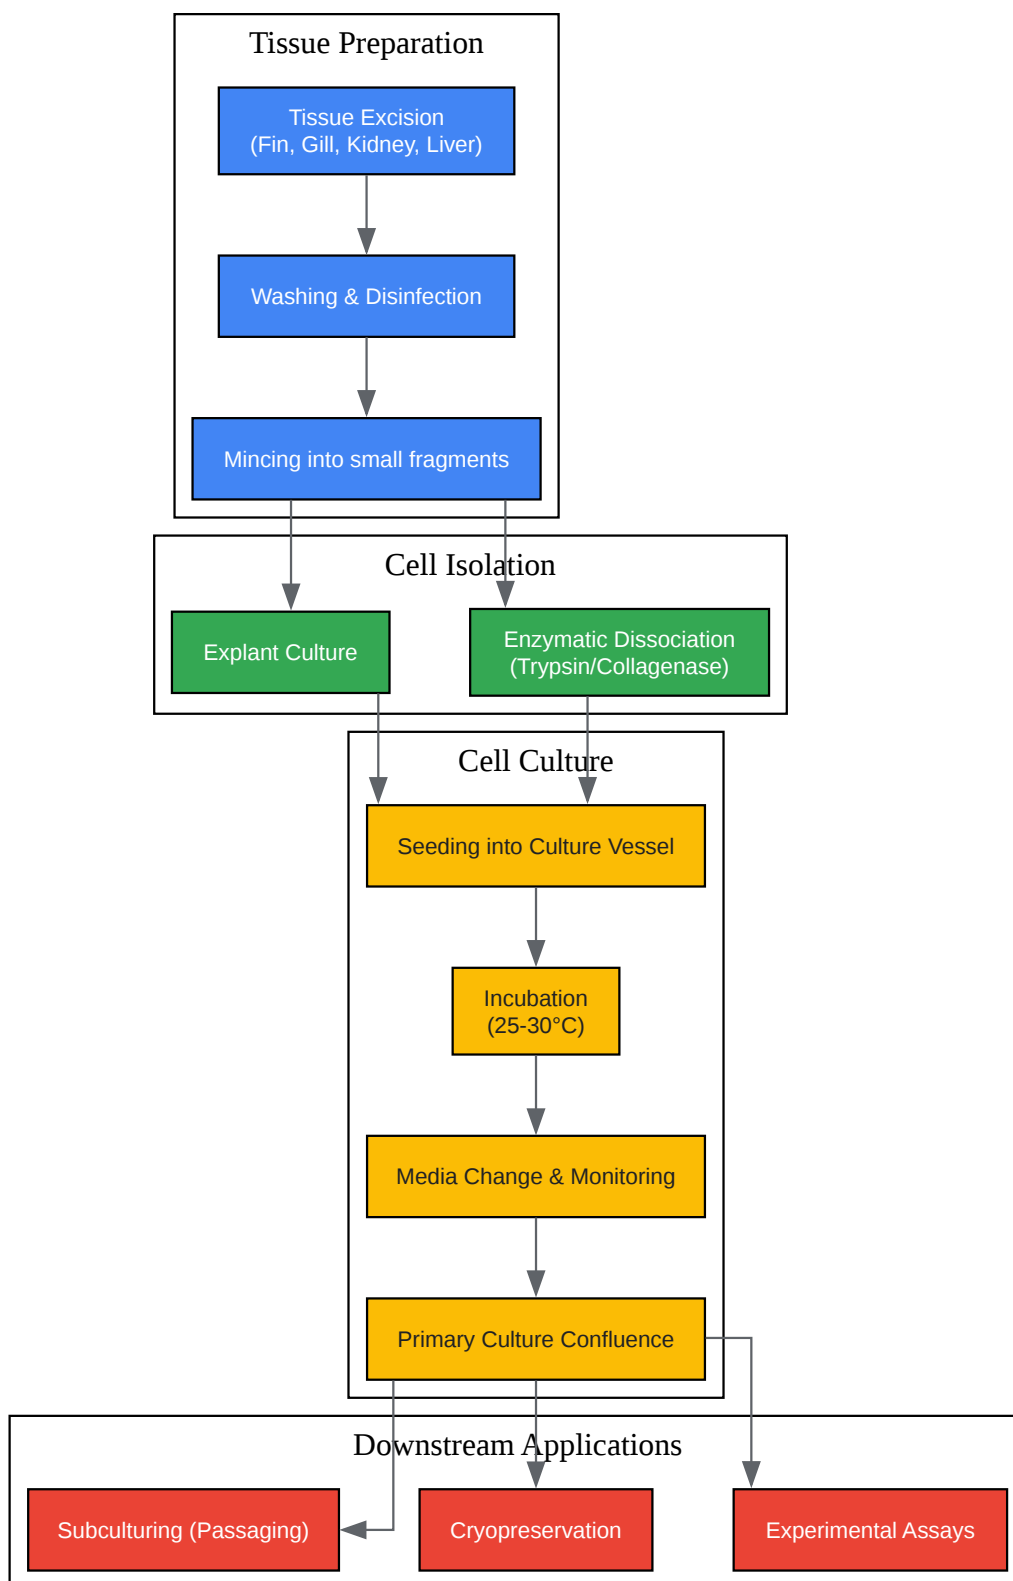 Tissue Preparation
Tissue Excision
(Fin, Gill, Kidney, Liver)
Washing & Disinfection
Mincing into small fragments
Cell Isolation
Explant Culture
Enzymatic Dissociation
(Trypsin/Collagenase)
Cell Culture
Seeding into Culture Vessel
Incubation
(25-30°C)
Media Change & Monitoring
Primary Culture Confluence
Downstream Applications
Subculturing (Passaging)
Cryopreservation
Experimental Assays